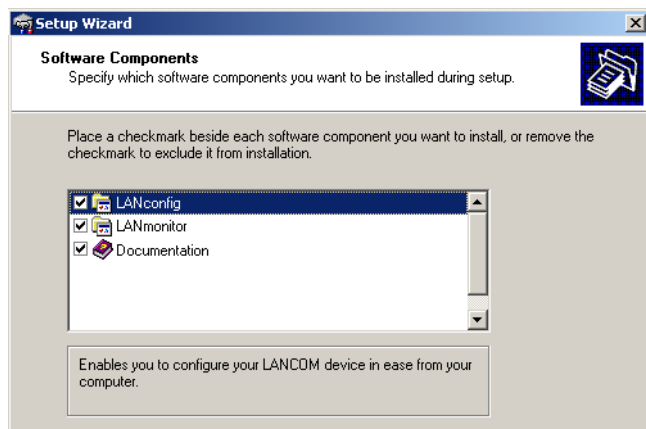 Setup Wizard
Software Components
Specify which software components you want to be installed during setup.
Place a checkmark beside each software component you want to install, or remove the
checkmark to exclude it from installation.
LANconfig
LANmonitor
Documentation
Enables you to configure your LANCOM device in ease from your
computer.